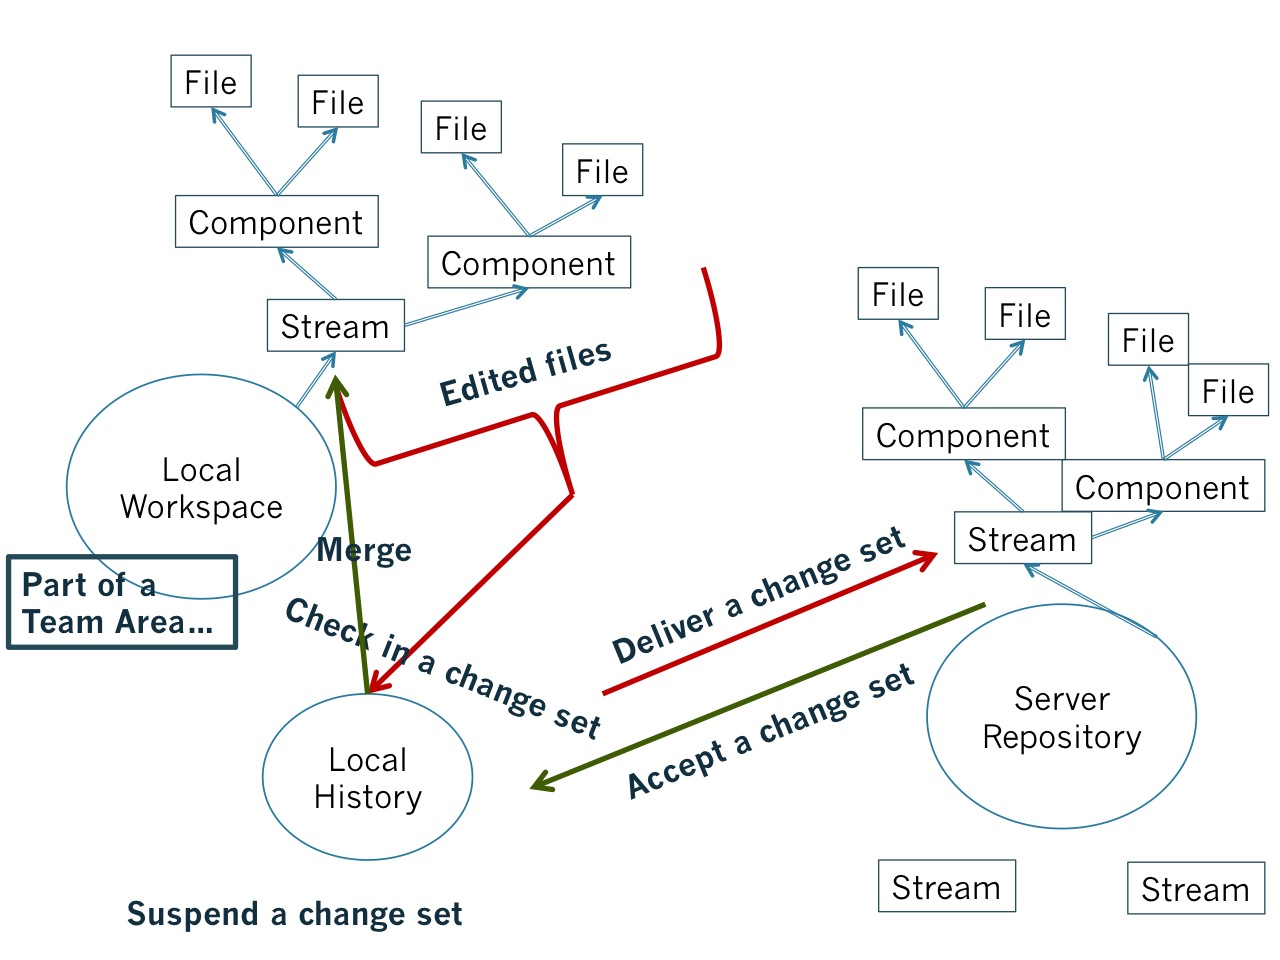 File
File
File
File
Component
Component
Stream
Edited files
Local
Workspace
Part of a
Team Area...
Merge
Check in a change set
Local
History
Suspend a change set
Deliver a change set
Accept a change set
File
File
File
File
Component
Component
Stream
Server
Repository
Stream
Stream